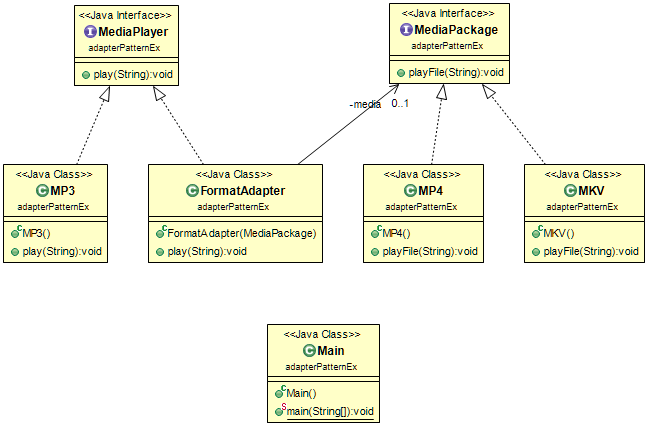 <<Java Interface>>
MediaPlayer
adapterPatternEx
play(String):void
<<Java Interface>>
MediaPackage
adapterPatternEx
playFile(String):void
-media 0..1
<<Java Class>>
MP3
adapterPatternEx
MP3()
play(String):void
<<Java Class>>
FormatAdapter
adapterPatternEx
FormatAdapter(MediaPackage)
play(String):void
<<Java Class>>
MP4
adapterPatternEx
MP4()
playFile(String):void
<<Java Class>>
MKV
adapterPatternEx
MKV()
playFile(String):void
<<Java Class>>
Main
adapterPatternEx
Main()
main(String[]):void